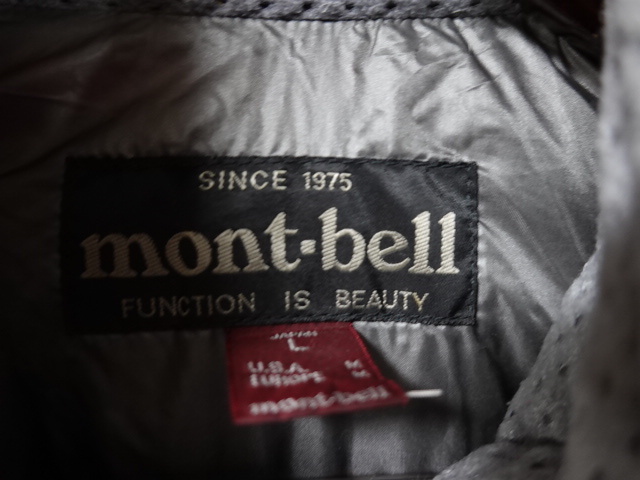 SINCE 1975
mont-bell
FUNCTION IS BEAUTY
JAPAN
L
U.S.A. M
EUROPE M
mont-bell